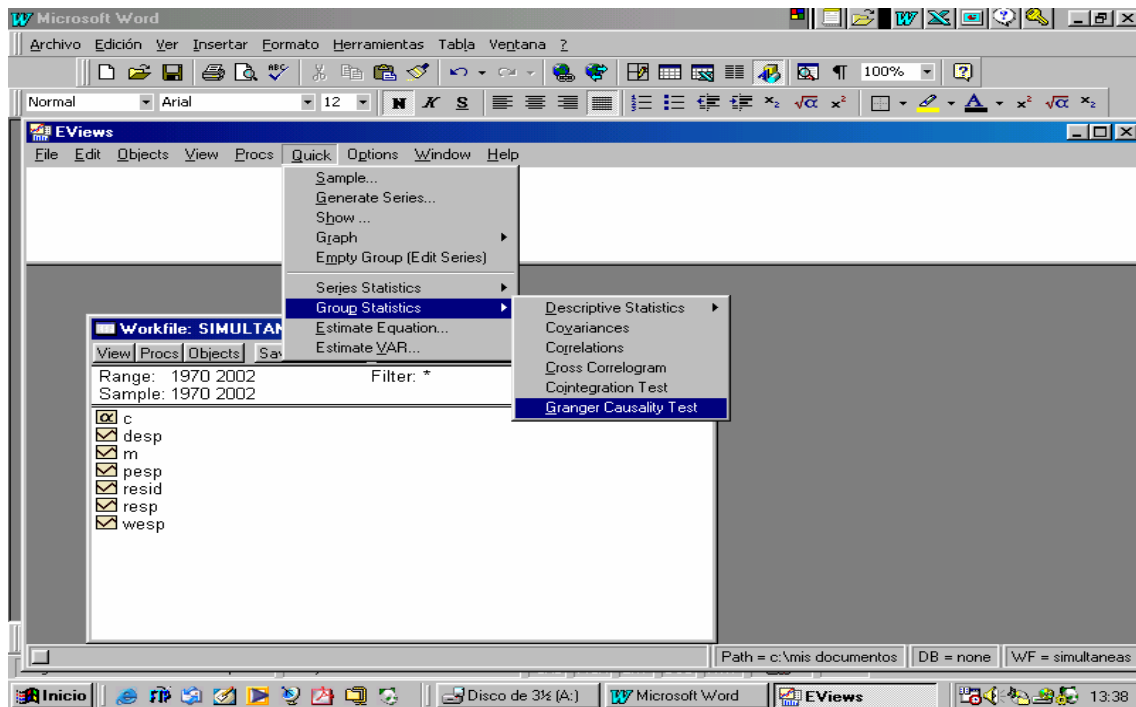 Microsoft Word
Archivo Edición Ver Insertar Formato Herramientas Tabla Ventana ?
100%
Normal Arial 12 N K S
EViews
File Edit Objects View Procs Quick Options Window Help
Sample...
Generate Series...
Show ...
Graph
Empty Group (Edit Series)
Series Statistics
Group Statistics
Estimate Equation...
Estimate VAR...
Descriptive Statistics
Covariances
Correlations
Cross Correlogram
Cointegration Test
Granger Causality Test
Workfile: SIMULTAN
View Procs Objects Sav
Range: 1970 2002 Filter: *
Sample: 1970 2002
c
desp
m
pesp
resid
resp
wesp
Path = c:\mis documentos DB = none WF = simultaneas
Inicio Disco de 3½ (A:) Microsoft Word EViews 13:38